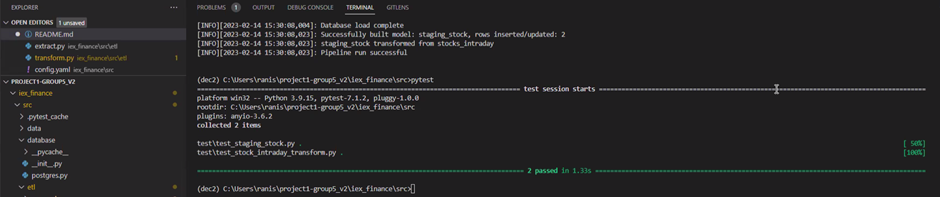 EXPLORER
...
OPEN EDITORS 1 unsaved
README.md
extract.py iex_finance\src\etl
transform.py iex_finance\src\etl 1
config.yaml iex_finance\src
PROJECT1-GROUP5_V2
iex_finance
src
.pytest_cache
data
database
__pycache__
__init__.py
postgres.py
etl
PROBLEMS 1 OUTPUT DEBUG CONSOLE TERMINAL GITLENS
[INFO][2023-02-14 15:30:08,004]: Database load complete
[INFO][2023-02-14 15:30:08,023]: Successfully built model: staging_stock, rows inserted/updated: 2
[INFO][2023-02-14 15:30:08,023]: staging_stock transformed from stocks_intraday
[INFO][2023-02-14 15:30:08,023]: Pipeline run successful
(dec2) C:\Users\ranis\project1-group5_v2\iex_finance\src>pytest
test session starts
platform win32 -- Python 3.9.15, pytest-7.1.2, pluggy-1.0.0
rootdir: C:\Users\ranis\project1-group5_v2\iex_finance\src
plugins: anyio-3.6.2
collected 2 items
test\test_staging_stock.py . [ 50%]
test\test_stock_intraday_transform.py . [100%]
2 passed in 1.33s
(dec2) C:\Users\ranis\project1-group5_v2\iex_finance\src>